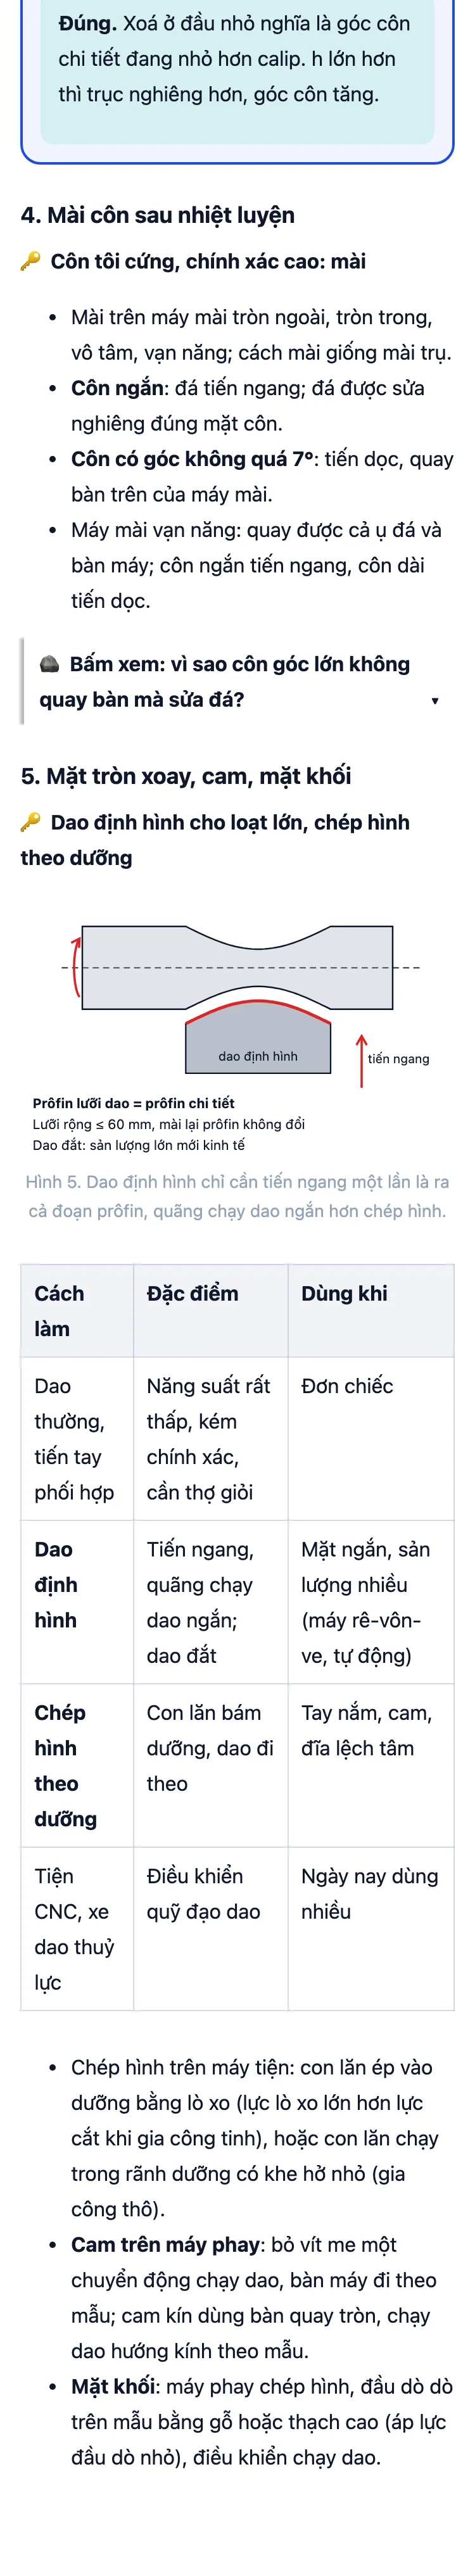 Đúng. Xoá ở đầu nhỏ nghĩa là góc côn
chi tiết đang nhỏ hơn calip. h lớn hơn
thì trục nghiêng hơn, góc côn tăng.
4. Mài côn sau nhiệt luyện
🔑 Côn tôi cứng, chính xác cao: mài
• Mài trên máy mài tròn ngoài, tròn trong,
vô tâm, vạn năng; cách mài giống mài trụ.
• Côn ngắn: đá tiến ngang; đá được sửa
nghiêng đúng mặt côn.
• Côn có góc không quá 7°: tiến dọc, quay
bàn trên của máy mài.
• Máy mài vạn năng: quay được cả ụ đá và
bàn máy; côn ngắn tiến ngang, côn dài
tiến dọc.
🪨 Bấm xem: vì sao côn góc lớn không
quay bàn mà sửa đá? ▼
5. Mặt tròn xoay, cam, mặt khối
🔑 Dao định hình cho loạt lớn, chép hình
theo dưỡng
dao định hình
tiến ngang
Prôfin lưỡi dao = prôfin chi tiết
Lưỡi rộng ≤ 60 mm, mài lại prôfin không đổi
Dao đắt: sản lượng lớn mới kinh tế
Hình 5. Dao định hình chỉ cần tiến ngang một lần là ra
cả đoạn prôfin, quãng chạy dao ngắn hơn chép hình.
Cách
làm
Đặc điểm
Dùng khi
Dao
thường,
tiến tay
phối hợp
Năng suất rất
thấp, kém
chính xác,
cần thợ giỏi
Đơn chiếc
Dao
định
hình
Tiến ngang,
quãng chạy
dao ngắn;
dao đắt
Mặt ngắn, sản
lượng nhiều
(máy rê-vôn-
ve, tự động)
Chép
hình
theo
dưỡng
Con lăn bám
dưỡng, dao đi
theo
Tay nắm, cam,
đĩa lệch tâm
Tiện
CNC, xe
dao thuỷ
lực
Điều khiển
quỹ đạo dao
Ngày nay dùng
nhiều
• Chép hình trên máy tiện: con lăn ép vào
dưỡng bằng lò xo (lực lò xo lớn hơn lực
cắt khi gia công tinh), hoặc con lăn chạy
trong rãnh dưỡng có khe hở nhỏ (gia
công thô).
• Cam trên máy phay: bỏ vít me một
chuyển động chạy dao, bàn máy đi theo
mẫu; cam kín dùng bàn quay tròn, chạy
dao hướng kính theo mẫu.
• Mặt khối: máy phay chép hình, đầu dò dò
trên mẫu bằng gỗ hoặc thạch cao (áp lực
đầu dò nhỏ), điều khiển chạy dao.